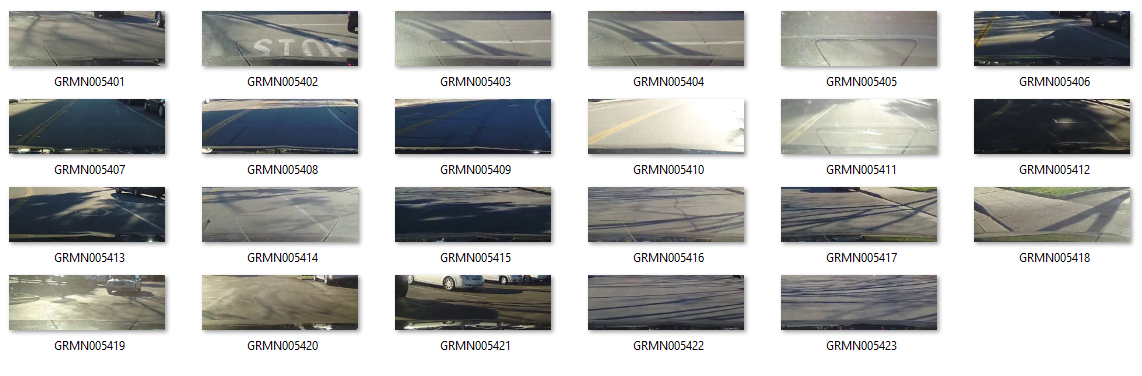 STOP
GRMN005401 GRMN005402 GRMN005403 GRMN005404 GRMN005405 GRMN005406
GRMN005407 GRMN005408 GRMN005409 GRMN005410 GRMN005411 GRMN005412
GRMN005413 GRMN005414 GRMN005415 GRMN005416 GRMN005417 GRMN005418
GRMN005419 GRMN005420 GRMN005421 GRMN005422 GRMN005423